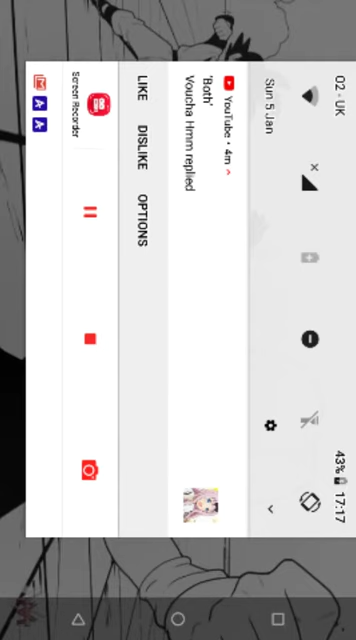 O2 - UK
43% 17:17
Sun 5 Jan
YouTube • 4m
'Both'
Voucha Hmm replied
LIKE DISLIKE OPTIONS
Screen Recorder